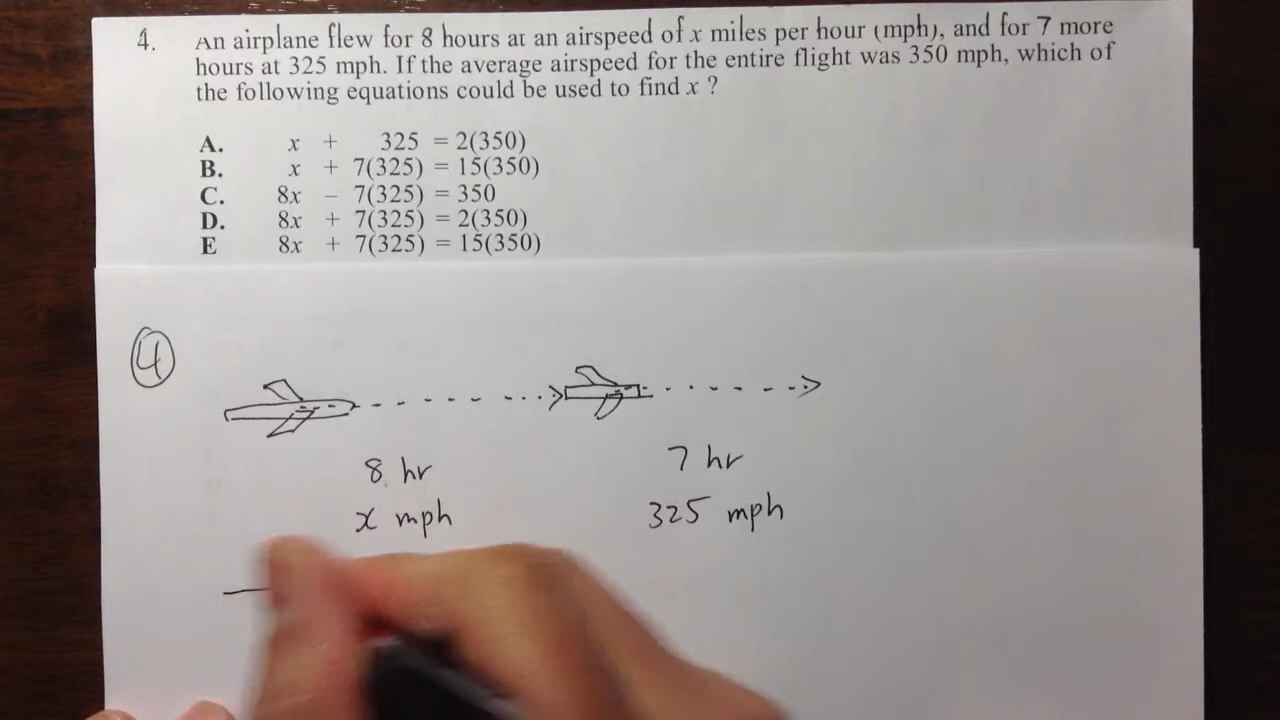 4. An airplane flew for 8 hours at an airspeed of x miles per hour (mph), and for 7 more
hours at 325 mph. If the average airspeed for the entire flight was 350 mph, which of
the following equations could be used to find x ?
A. x + 325 = 2(350)
B. x + 7(325) = 15(350)
C. 8x – 7(325) = 350
D. 8x + 7(325) = 2(350)
E 8x + 7(325) = 15(350)
4
8 hr 7 hr
x mph 325 mph